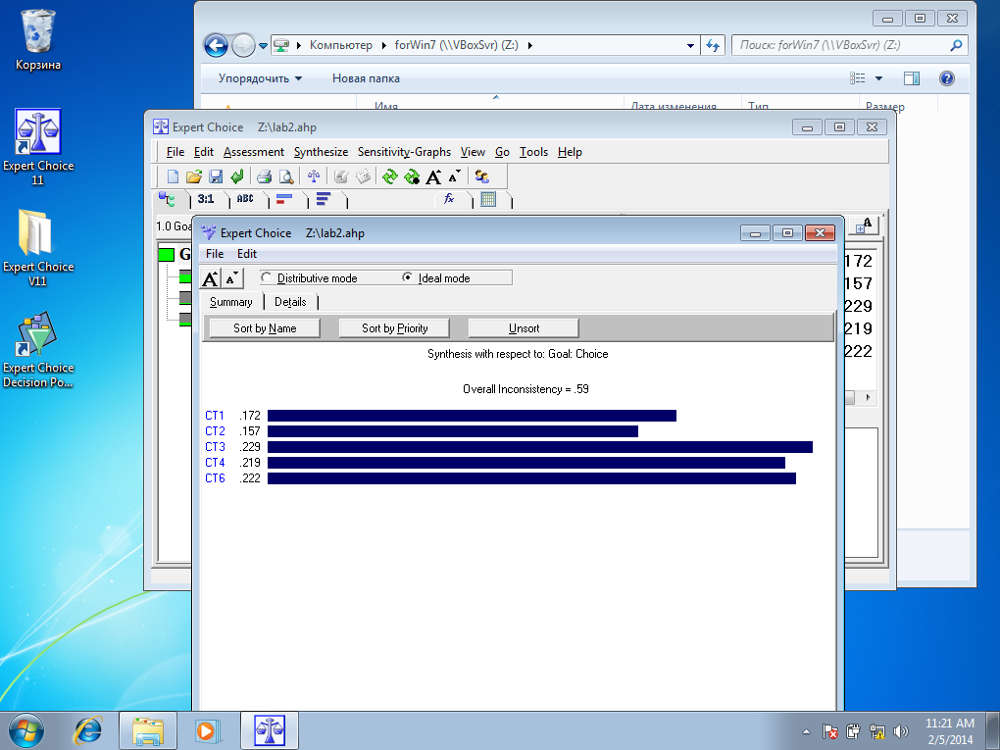 Корзина
Expert Choice
11
Expert Choice
V11
Expert Choice
Decision Po...
Компьютер
forWin7 (\\VBoxSvr) (Z:)
Поиск: forWin7 (\\VBoxSvr) (Z:)
Упорядочить
Новая папка
Имя
Дата изменения
Тип
Размер
Expert Choice Z:\lab2.ahp
File Edit Assessment Synthesize Sensitivity-Graphs View Go Tools Help
3:1
ABC
fx
1.0 Goa
G
A
172
157
229
219
222
Expert Choice Z:\lab2.ahp
File Edit
A A
Distributive mode
Ideal mode
Summary
Details
Sort by Name
Sort by Priority
Unsort
Synthesis with respect to: Goal: Choice
Overall Inconsistency = .59
CT1 .172
CT2 .157
CT3 .229
CT4 .219
CT6 .222
11:21 AM
2/5/2014